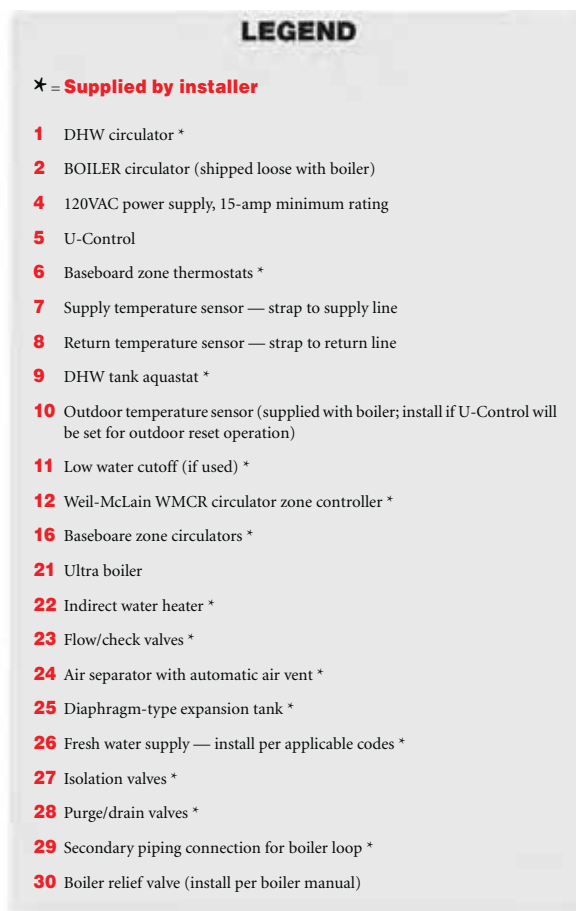 LEGEND
* = Supplied by installer
1 DHW circulator *
2 BOILER circulator (shipped loose with boiler)
4 120VAC power supply, 15-amp minimum rating
5 U-Control
6 Baseboard zone thermostats *
7 Supply temperature sensor — strap to supply line
8 Return temperature sensor — strap to return line
9 DHW tank aquastat *
10 Outdoor temperature sensor (supplied with boiler; install if U-Control will
be set for outdoor reset operation)
11 Low water cutoff (if used) *
12 Weil-McLain WMCR circulator zone controller *
16 Baseboare zone circulators *
21 Ultra boiler
22 Indirect water heater *
23 Flow/check valves *
24 Air separator with automatic air vent *
25 Diaphragm-type expansion tank *
26 Fresh water supply — install per applicable codes *
27 Isolation valves *
28 Purge/drain valves *
29 Secondary piping connection for boiler loop *
30 Boiler relief valve (install per boiler manual)